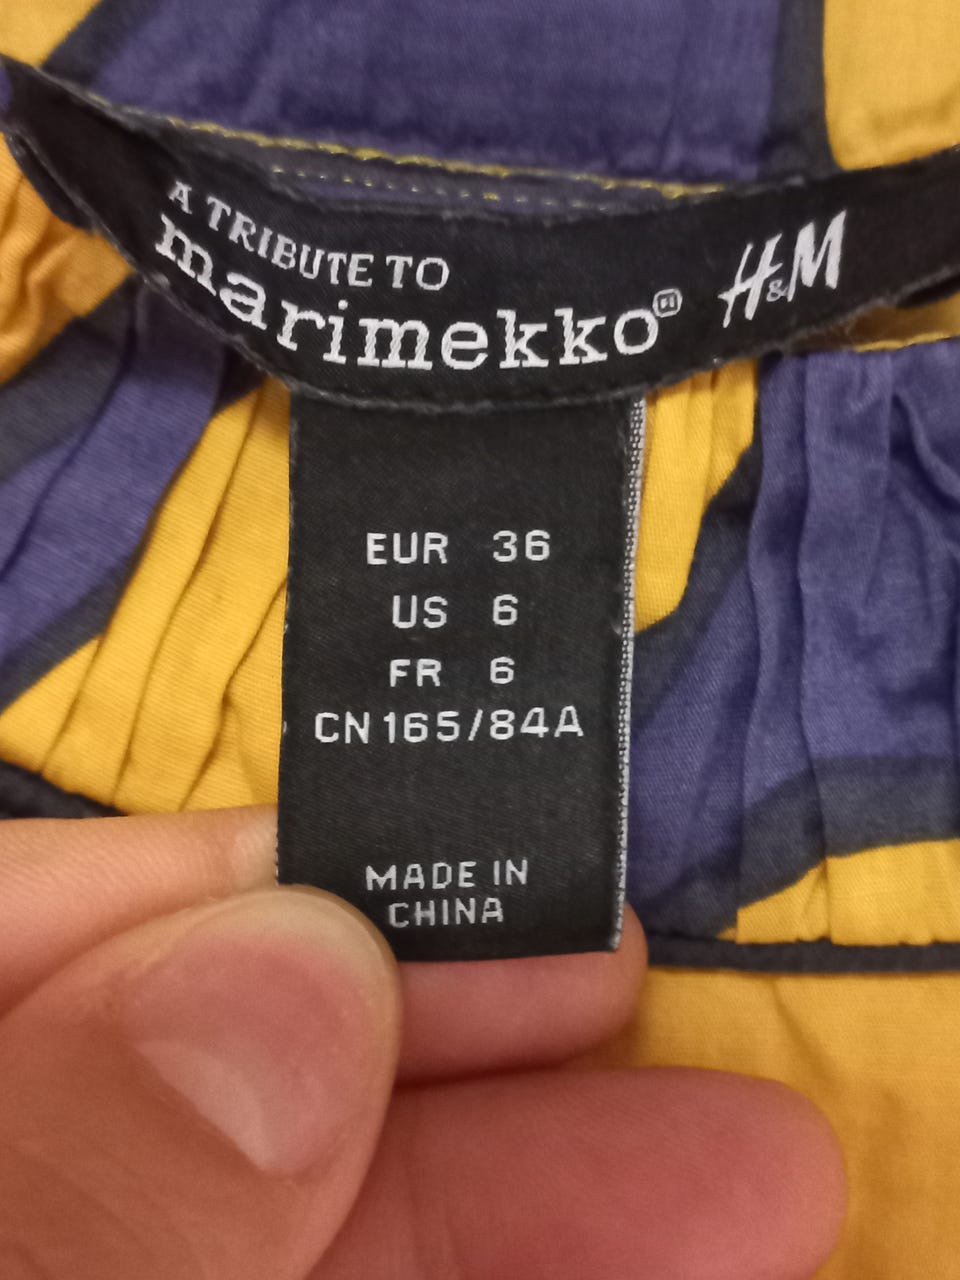 A TRIBUTE TO
marimekko® H&M
EUR 36
US 6
FR 6
CN 165/84A
MADE IN
CHINA